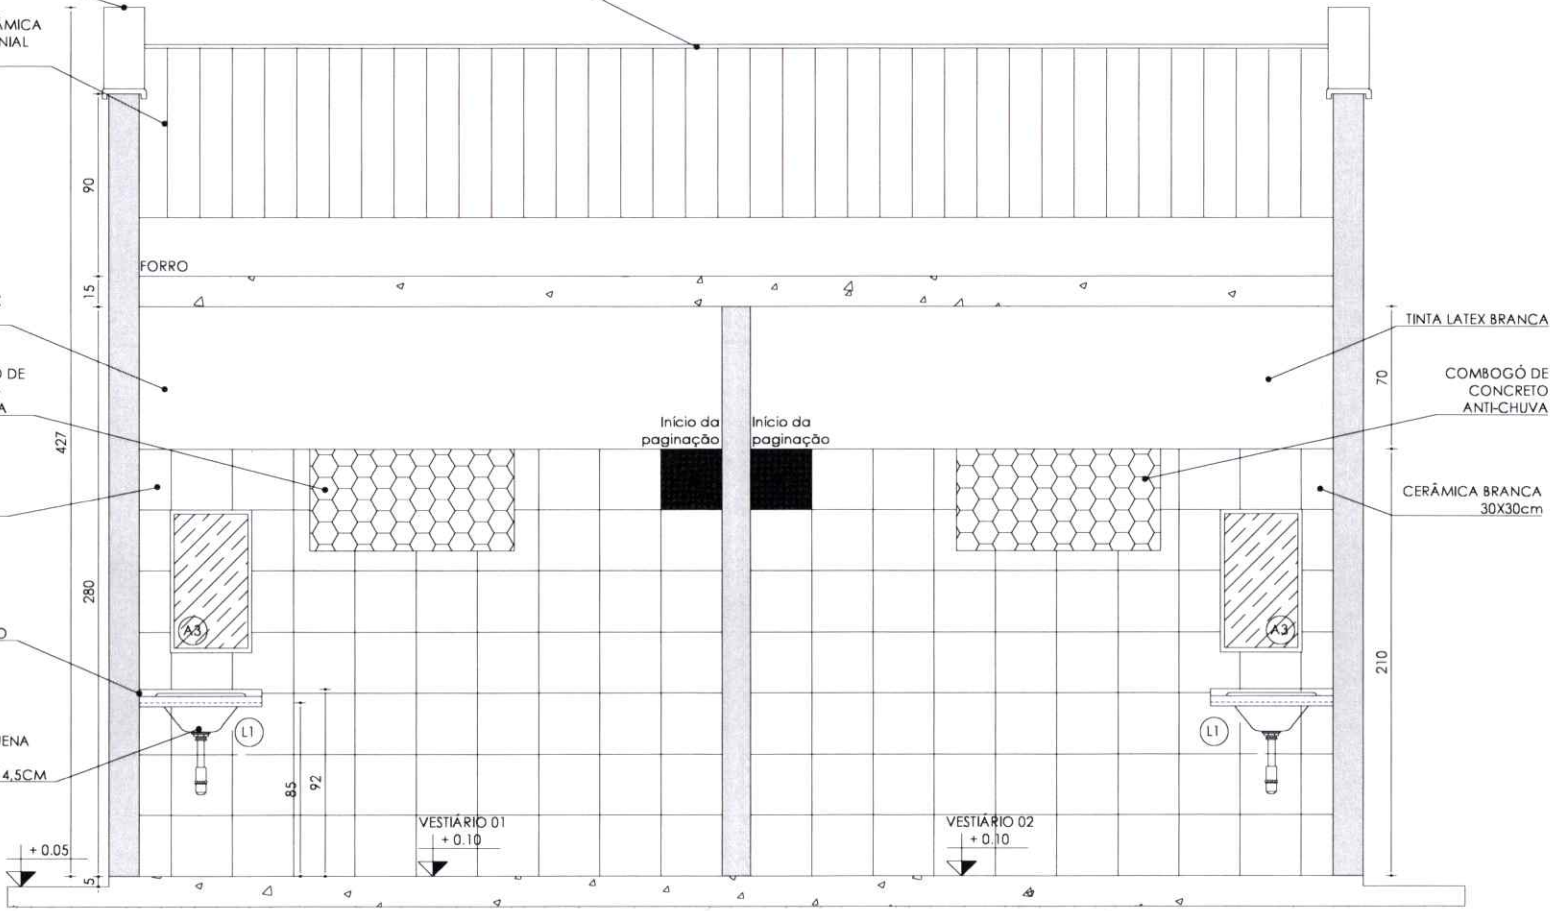 NIAL
FORRO
90
15
427
280
O DE
A
Início da
paginação
Início da
paginação
TINTA LATEX BRANCA
70
COMBOGÓ DE
CONCRETO
ANTI-CHUVA
CERÂMICA BRANCA
30X30cm
210
A3
A3
O
L1
L1
ENA
4,5CM
85
92
VESTIÁRIO 01
+ 0.10
VESTIÁRIO 02
+ 0.10
+ 0.05
5